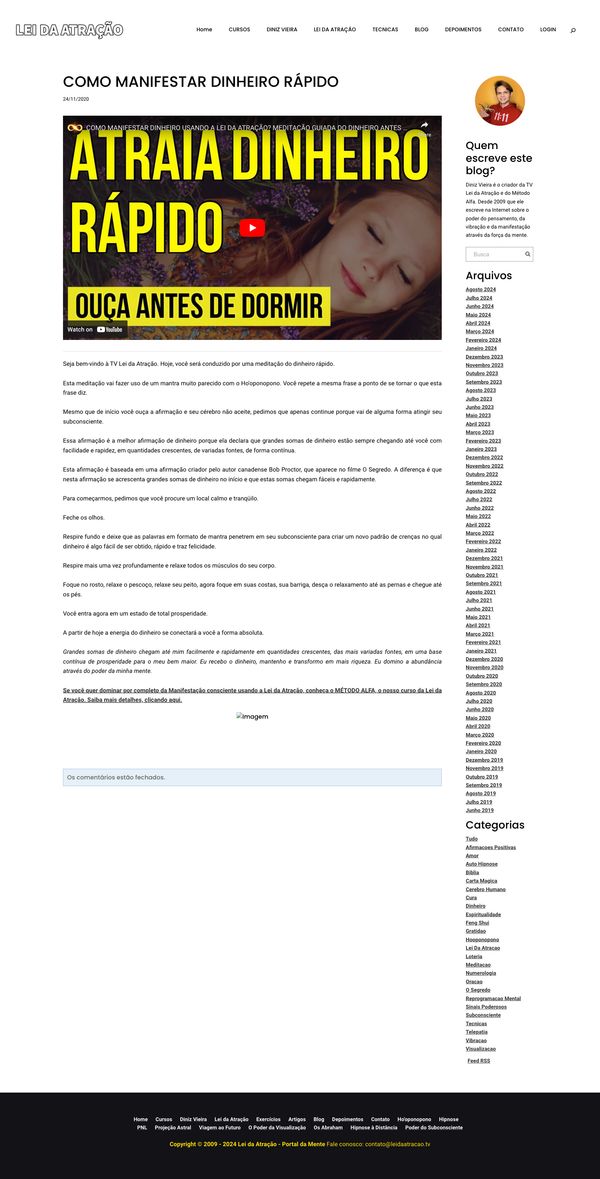 LEI DA ATRAÇÃO
Home CURSOS DINIZ VIEIRA LEI DA ATRAÇÃO TECNICAS BLOG DEPOIMENTOS CONTATO LOGIN
COMO MANIFESTAR DINHEIRO RÁPIDO
24/11/2020
COMO MANIFESTAR DINHEIRO USANDO A LEI DA ATRAÇÃO? MEDITAÇÃO GUIADA DO DINHEIRO ANTES ...
ATRAIA DINHEIRO
RÁPIDO
OUÇA ANTES DE DORMIR
Watch on YouTube
Seja bem-vindo à TV Lei da Atração. Hoje, você será conduzido por uma meditação do dinheiro rápido.
Esta meditação vai fazer uso de um mantra muito parecido com o Ho'oponopono. Você repete a mesma frase a ponto de se tornar o que esta
frase diz.
Mesmo que de início você ouça a afirmação e seu cérebro não aceite, pedimos que apenas continue porque vai de alguma forma atingir seu
subconsciente.
Essa afirmação é a melhor afirmação de dinheiro porque ela declara que grandes somas de dinheiro estão sempre chegando até você com
facilidade e rapidez, em quantidades crescentes, de variadas fontes, de forma contínua.
Esta afirmação é baseada em uma afirmação criador pelo autor canadense Bob Proctor, que aparece no filme O Segredo. A diferença é que
nesta afirmação se acrescenta grandes somas de dinheiro no início e que estas somas chegam fáceis e rapidamente.
Para começarmos, pedimos que você procure um local calmo e tranqüilo.
Feche os olhos.
Respire fundo e deixe que as palavras em formato de mantra penetrem em seu subconsciente para criar um novo padrão de crenças no qual
dinheiro é algo fácil de ser obtido, rápido e traz felicidade.
Respire mais uma vez profundamente e relaxe todos os músculos do seu corpo.
Foque no rosto, relaxe o pescoço, relaxe seu peito, agora foque em suas costas, sua barriga, desça o relaxamento até as pernas e chegue até
os pés.
Você entra agora em um estado de total prosperidade.
A partir de hoje a energia do dinheiro se conectará a você a forma absoluta.
Grandes somas de dinheiro chegam até mim facilmente e rapidamente em quantidades crescentes, das mais variadas fontes, em uma base
contínua de prosperidade para o meu bem maior. Eu recebo o dinheiro, mantenho e transformo em mais riqueza. Eu domino a abundância
através do poder da minha mente.
Se você quer dominar por completo da Manifestação consciente usando a Lei da Atração, conheça o MÉTODO ALFA, o nosso curso da Lei da
Atração. Saiba mais detalhes, clicando aqui.
Imagem
Os comentários estão fechados.
11:11
Quem
escreve este
blog?
Diniz Vieira é o criador da TV
Lei da Atração e do Método
Alfa. Desde 2009 que ele
escreve na Internet sobre o
poder do pensamento, da
vibração e da manifestação
através da força da mente.
Busca
Arquivos
Agosto 2024
Julho 2024
Junho 2024
Maio 2024
Abril 2024
Março 2024
Fevereiro 2024
Janeiro 2024
Dezembro 2023
Novembro 2023
Outubro 2023
Setembro 2023
Agosto 2023
Julho 2023
Junho 2023
Maio 2023
Abril 2023
Março 2023
Fevereiro 2023
Janeiro 2023
Dezembro 2022
Novembro 2022
Outubro 2022
Setembro 2022
Agosto 2022
Julho 2022
Junho 2022
Maio 2022
Abril 2022
Março 2022
Fevereiro 2022
Janeiro 2022
Dezembro 2021
Novembro 2021
Outubro 2021
Setembro 2021
Agosto 2021
Julho 2021
Junho 2021
Maio 2021
Abril 2021
Março 2021
Fevereiro 2021
Janeiro 2021
Dezembro 2020
Novembro 2020
Outubro 2020
Setembro 2020
Agosto 2020
Julho 2020
Junho 2020
Maio 2020
Abril 2020
Março 2020
Fevereiro 2020
Janeiro 2020
Dezembro 2019
Novembro 2019
Outubro 2019
Setembro 2019
Agosto 2019
Julho 2019
Junho 2019
Categorias
Tudo
Afirmacoes Positivas
Amor
Auto Hipnose
Biblia
Carta Magica
Cerebro Humano
Cura
Dinheiro
Espiritualidade
Feng Shui
Gratidao
Hooponopono
Lei Da Atracao
Loteria
Meditacao
Numerologia
Oracao
O Segredo
Reprogramacao Mental
Sinais Poderosos
Subconsciente
Tecnicas
Telepatia
Vibracao
Visualizacao
Feed RSS
Home Cursos Diniz Vieira Lei da Atração Exercícios Artigos Blog Depoimentos Contato Ho'oponopono Hipnose
PNL Projeção Astral Viagem ao Futuro O Poder da Visualização Os Abraham Hipnose à Distância Poder do Subconsciente
Copyright © 2009 - 2024 Lei da Atração - Portal da Mente Fale conosco: contato@leidaatracao.tv